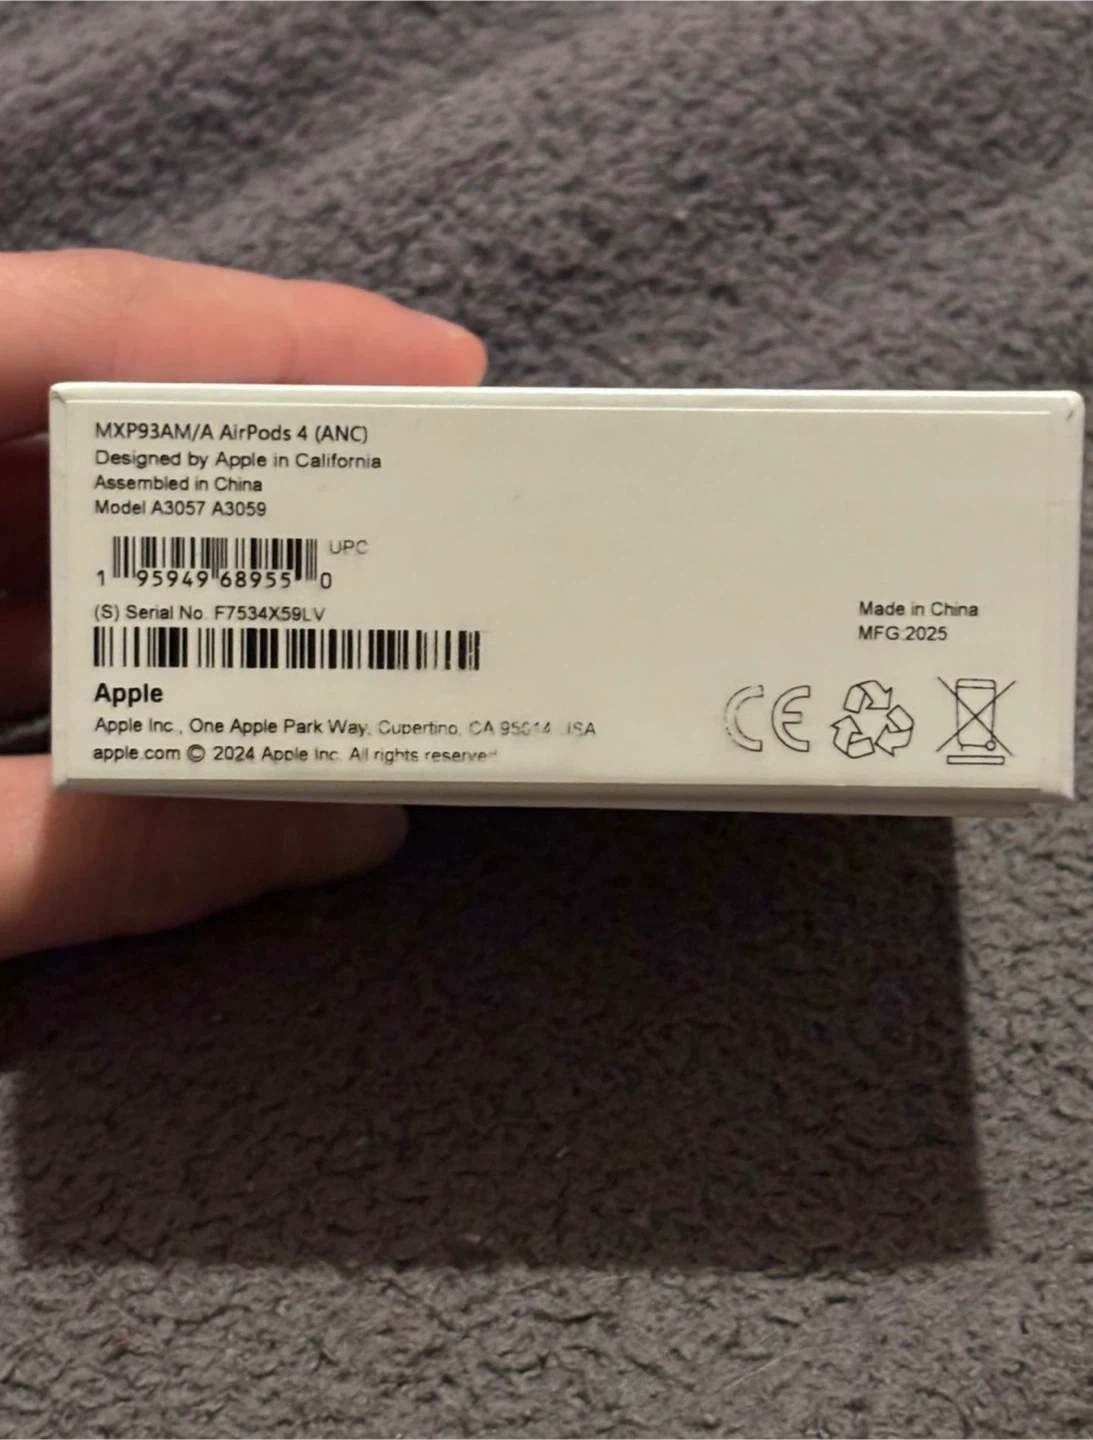 MXP93AM/A AirPods 4 (ANC)
Designed by Apple in California
Assembled in China
Model A3057 A3059
UPC
1 95949 68955 0
(S) Serial No. F7534X59LV
Made in China
MFG.2025
Apple
Apple Inc., One Apple Park Way, Cupertino, CA
apple.com © 2024 Apple Inc. All rights
CE